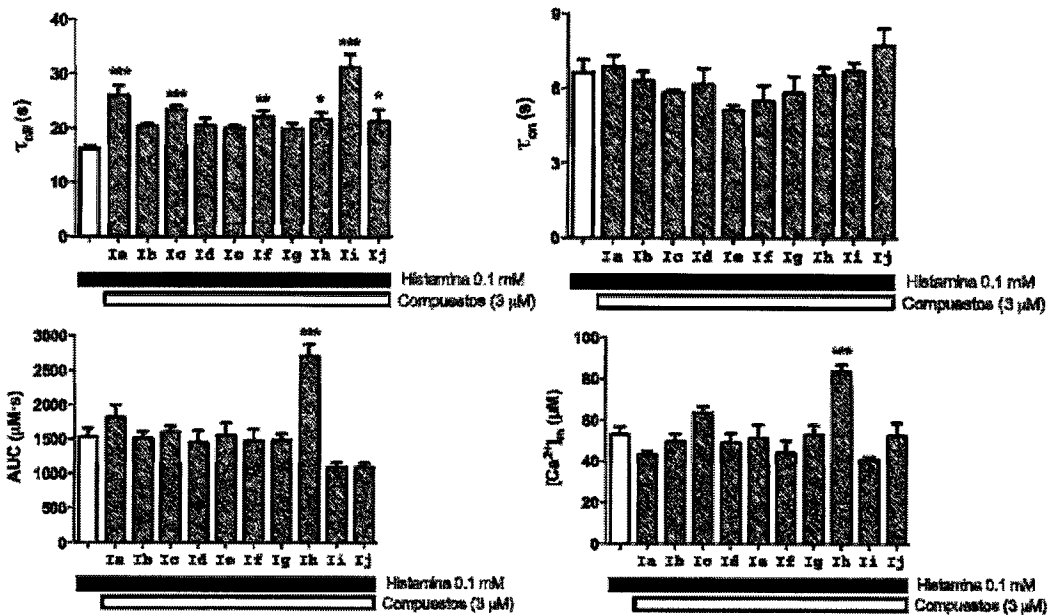 τoff (s)
40
30
20
10
0
***
***
**
*
***
*
Ia Ib Ic Id Ie If Ig Ih Ii Ij
Histamina 0.1 mM
Compuestos (3 µM)
τon (s)
9
6
3
0
Ia Ib Ic Id Ie If Ig Ih Ii Ij
Histamina 0.1 mM
Compuestos (3 µM)
AUC (µM·s)
3000
2500
2000
1500
1000
500
0
***
Ia Ib Ic Id Ie If Ig Ih Ii Ij
Histamina 0.1 mM
Compuestos (3 µM)
[Ca²⁺]m (µM)
100
80
60
40
20
0
***
Ia Ib Ic Id Ie If Ig Ih Ii Ij
Histamina 0.1 mM
Compuestos (3 µM)